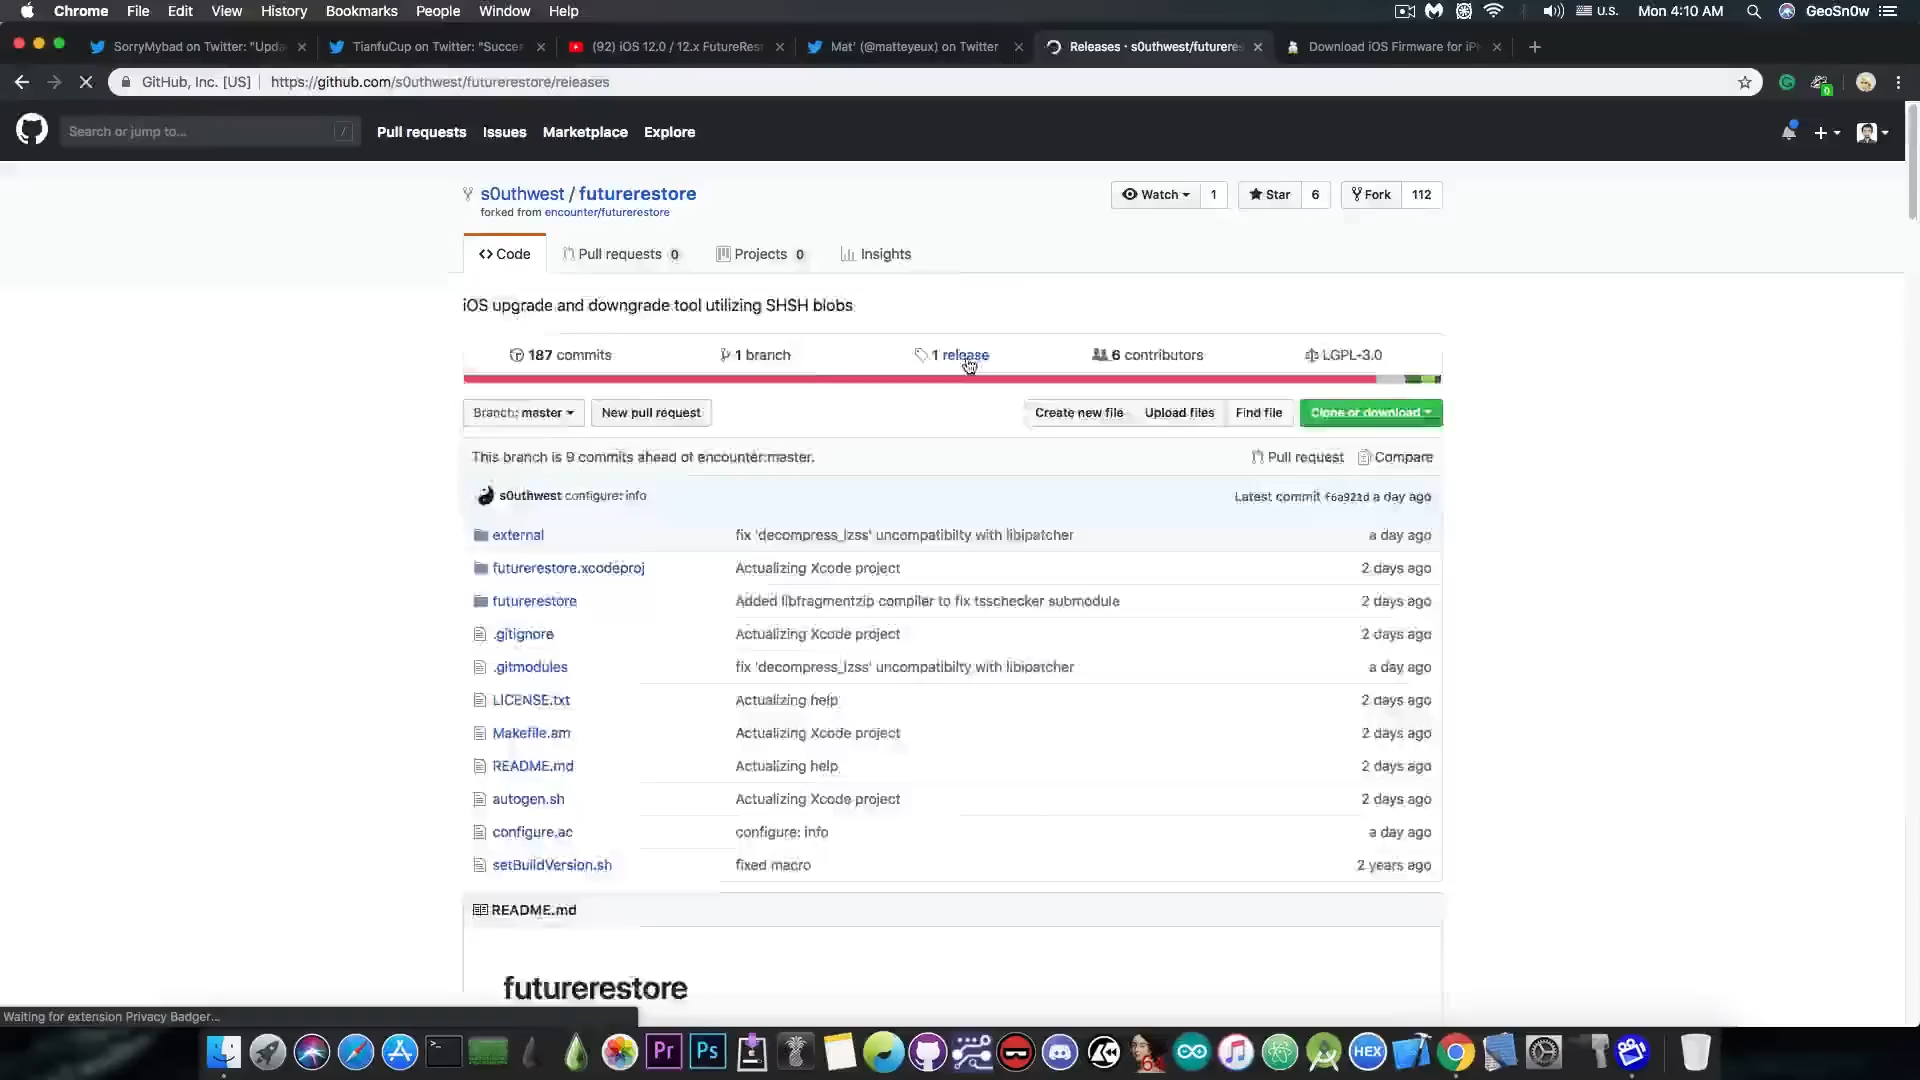 Chrome File Edit View History Bookmarks People Window Help U.S. Mon 4:10 AM GeoSn0w
SorryMybad on Twitter: "Upda TianfuCup on Twitter: "Succe (92) iOS 12.0 / 12.x FutureRes Mat' (@matteyeux) on Twitter Releases · s0uthwest/futurere Download iOS Firmware for iP
GitHub, Inc. [US] https://github.com/s0uthwest/futurerestore/releases 0
Search or jump to... / Pull requests Issues Marketplace Explore
s0uthwest / futurerestore Watch 1 Star 6 Fork 112
forked from encounter/futurerestore
Code Pull requests 0 Projects 0 Insights
iOS upgrade and downgrade tool utilizing SHSH blobs
187 commits 1 branch 1 release 6 contributors LGPL-3.0
Branch: master New pull request Create new file Upload files Find file Clone or download
This branch is 9 commits ahead of encounter:master. Pull request Compare
s0uthwest configure: info Latest commit f6a921d a day ago
external fix 'decompress_lzss' uncompatibilty with libipatcher a day ago
futurerestore.xcodeproj Actualizing Xcode project 2 days ago
futurerestore Added libfragmentzip compiler to fix tsschecker submodule 2 days ago
.gitignore Actualizing Xcode project 2 days ago
.gitmodules fix 'decompress_lzss' uncompatibilty with libipatcher a day ago
LICENSE.txt Actualizing help 2 days ago
Makefile.am Actualizing Xcode project 2 days ago
README.md Actualizing help 2 days ago
autogen.sh Actualizing Xcode project 2 days ago
configure.ac configure: info a day ago
setBuildVersion.sh fixed macro 2 years ago
README.md
futurerestore
Waiting for extension Privacy Badger...
Pr Ps HEX